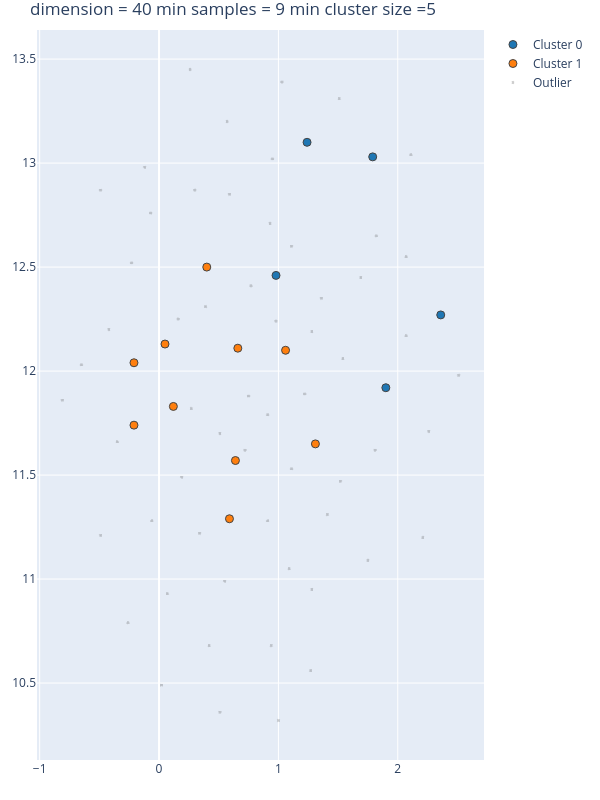 dimension = 40 min samples = 9 min cluster size =5
Cluster 0
Cluster 1
Outlier
13.5
13
12.5
12
11.5
11
10.5
−1
0
1
2